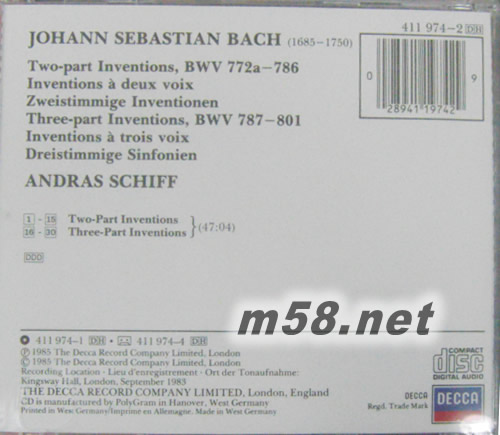 411 974-2 DH
JOHANN SEBASTIAN BACH (1685-1750)
Two-part Inventions, BWV 772a-786
Inventions à deux voix
Zweistimmige Inventionen
Three-part Inventions, BWV 787-801
Inventions à trois voix
Dreistimmige Sinfonien
ANDRAS SCHIFF
0 28941 19742 9
1 - 15 Two-Part Inventions
16 - 30 Three-Part Inventions } (47:04)
DDD
m58.net
411 974-1 DH · 411 974-4 DH
℗ 1985 The Decca Record Company Limited, London
© 1985 The Decca Record Company Limited, London
Recording Location · Lieu d'enregistrement · Ort der Tonaufnahme:
Kingsway Hall, London, September 1983
THE DECCA RECORD COMPANY LIMITED, London, England
CD is manufactured by PolyGram in Hanover, West Germany
Printed in West Germany/Imprimé en Allemagne. Made in West Germany
COMPACT
disc
DIGITAL AUDIO
DECCA
Regd. Trade Mark
DECCA